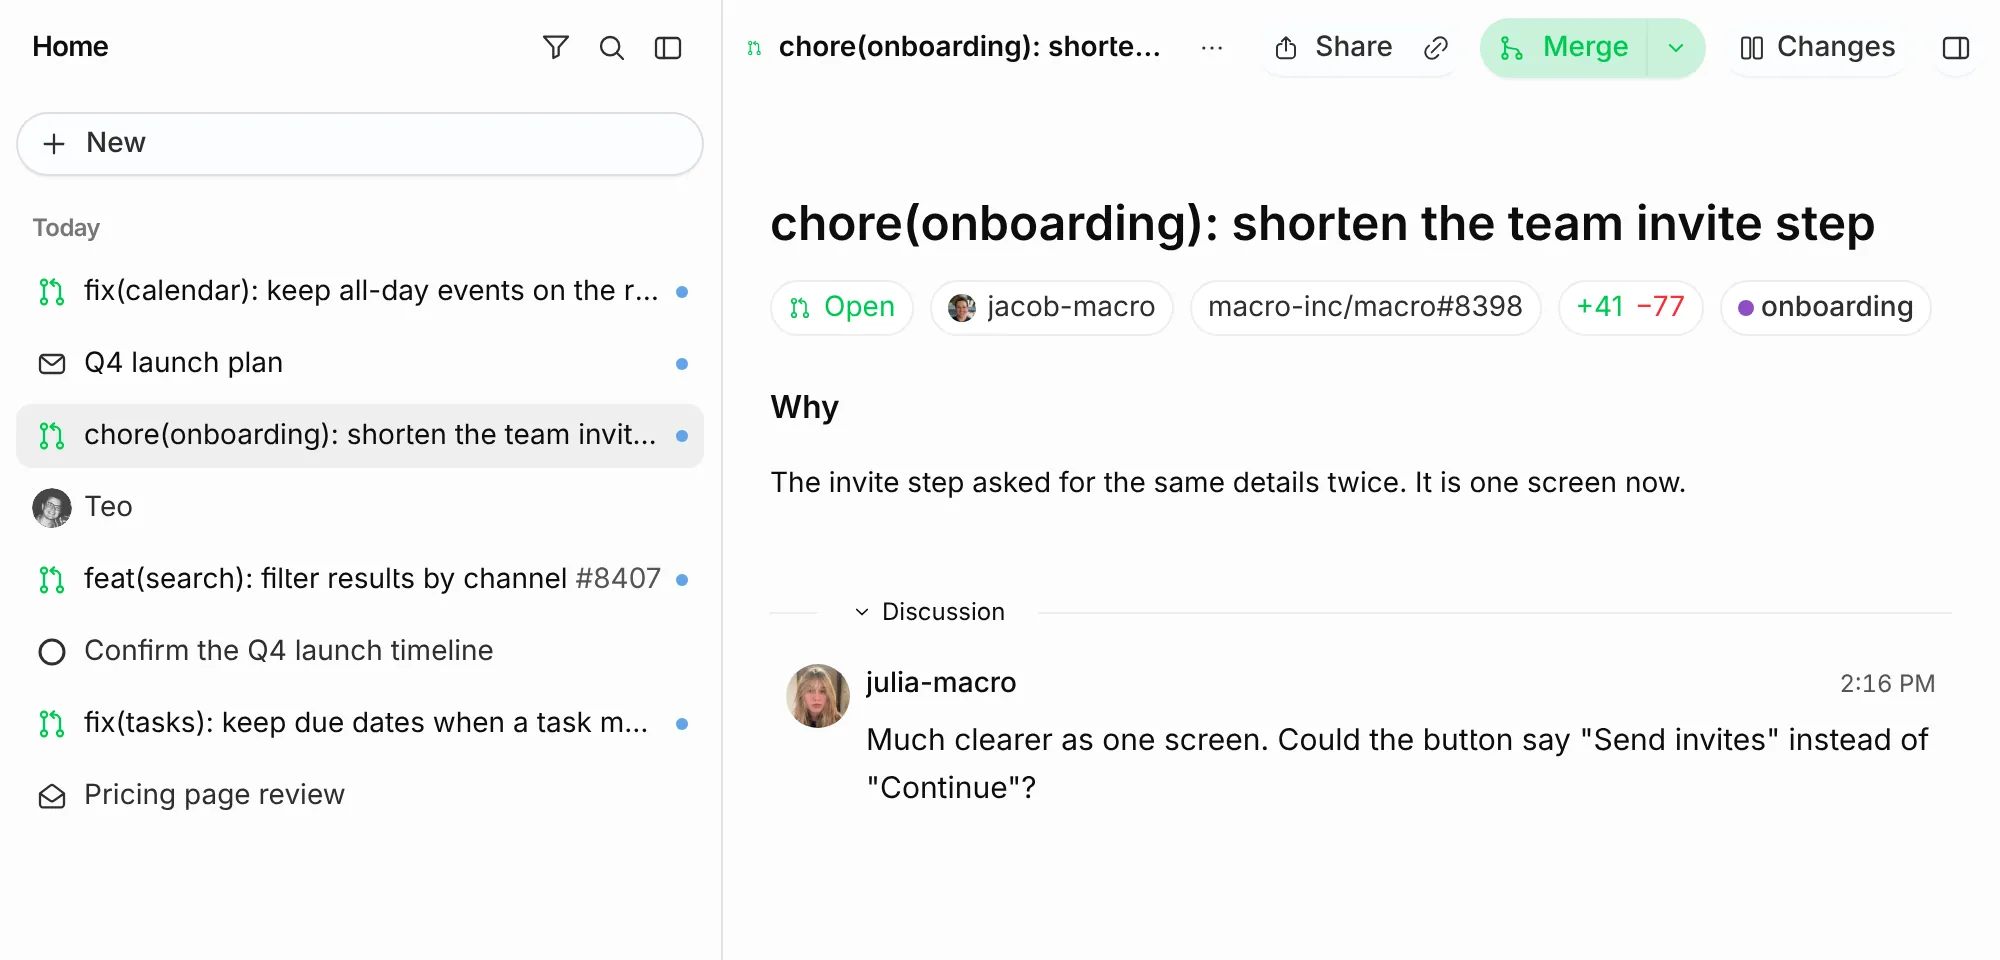 Home
New
Today
fix(calendar): keep all-day events on the r...
Q4 launch plan
chore(onboarding): shorten the team invit...
Teo
feat(search): filter results by channel #8407
Confirm the Q4 launch timeline
fix(tasks): keep due dates when a task m...
Pricing page review
chore(onboarding): shorte...
Share
Merge
Changes
chore(onboarding): shorten the team invite step
Open
jacob-macro
macro-inc/macro#8398
+41 −77
onboarding
Why
The invite step asked for the same details twice. It is one screen now.
Discussion
julia-macro
2:16 PM
Much clearer as one screen. Could the button say "Send invites" instead of
"Continue"?